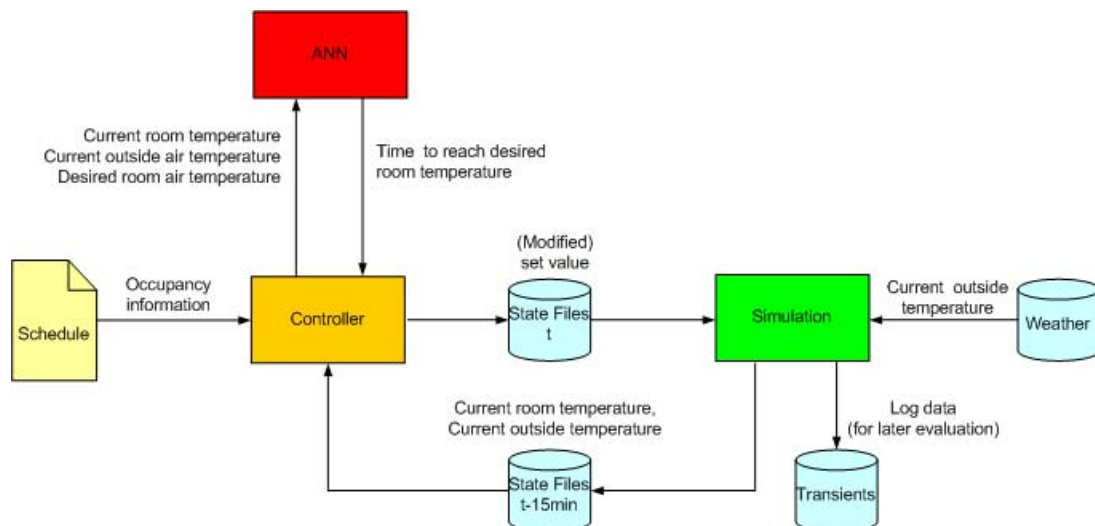 ANN
Current room temperature
Current outside air temperature
Desired room air temperature
Time to reach desired
room temperature
(Modified)
set value
Occupancy
information
Schedule
Controller
State Files
t
Simulation
Current outside
temperature
Weather
Current room temperature,
Current outside temperature
Log data
(for later evaluation)
State Files
t-15min
Transients